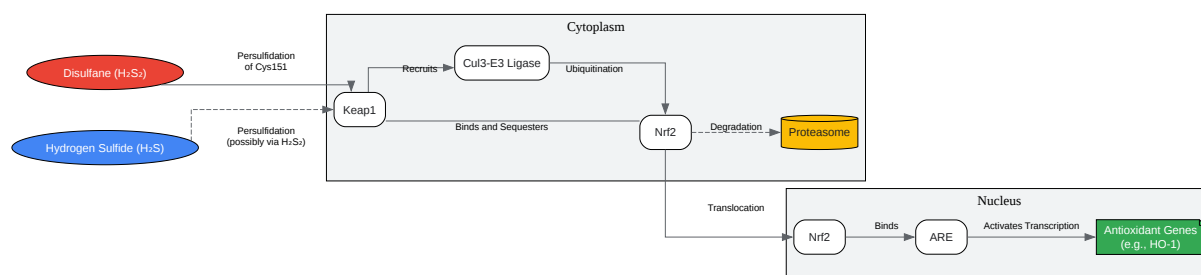 Cytoplasm
Persulfidation
of Cys151
Disulfane (H₂S₂)
Cul3-E3 Ligase
Recruits
Ubiquitination
Keap1
Persulfidation
(possibly via H₂S₂)
Hydrogen Sulfide (H₂S)
Binds and Sequesters
Nrf2
Degradation
Proteasome
Nucleus
Translocation
Nrf2
Binds
ARE
Activates Transcription
Antioxidant Genes
(e.g., HO-1)